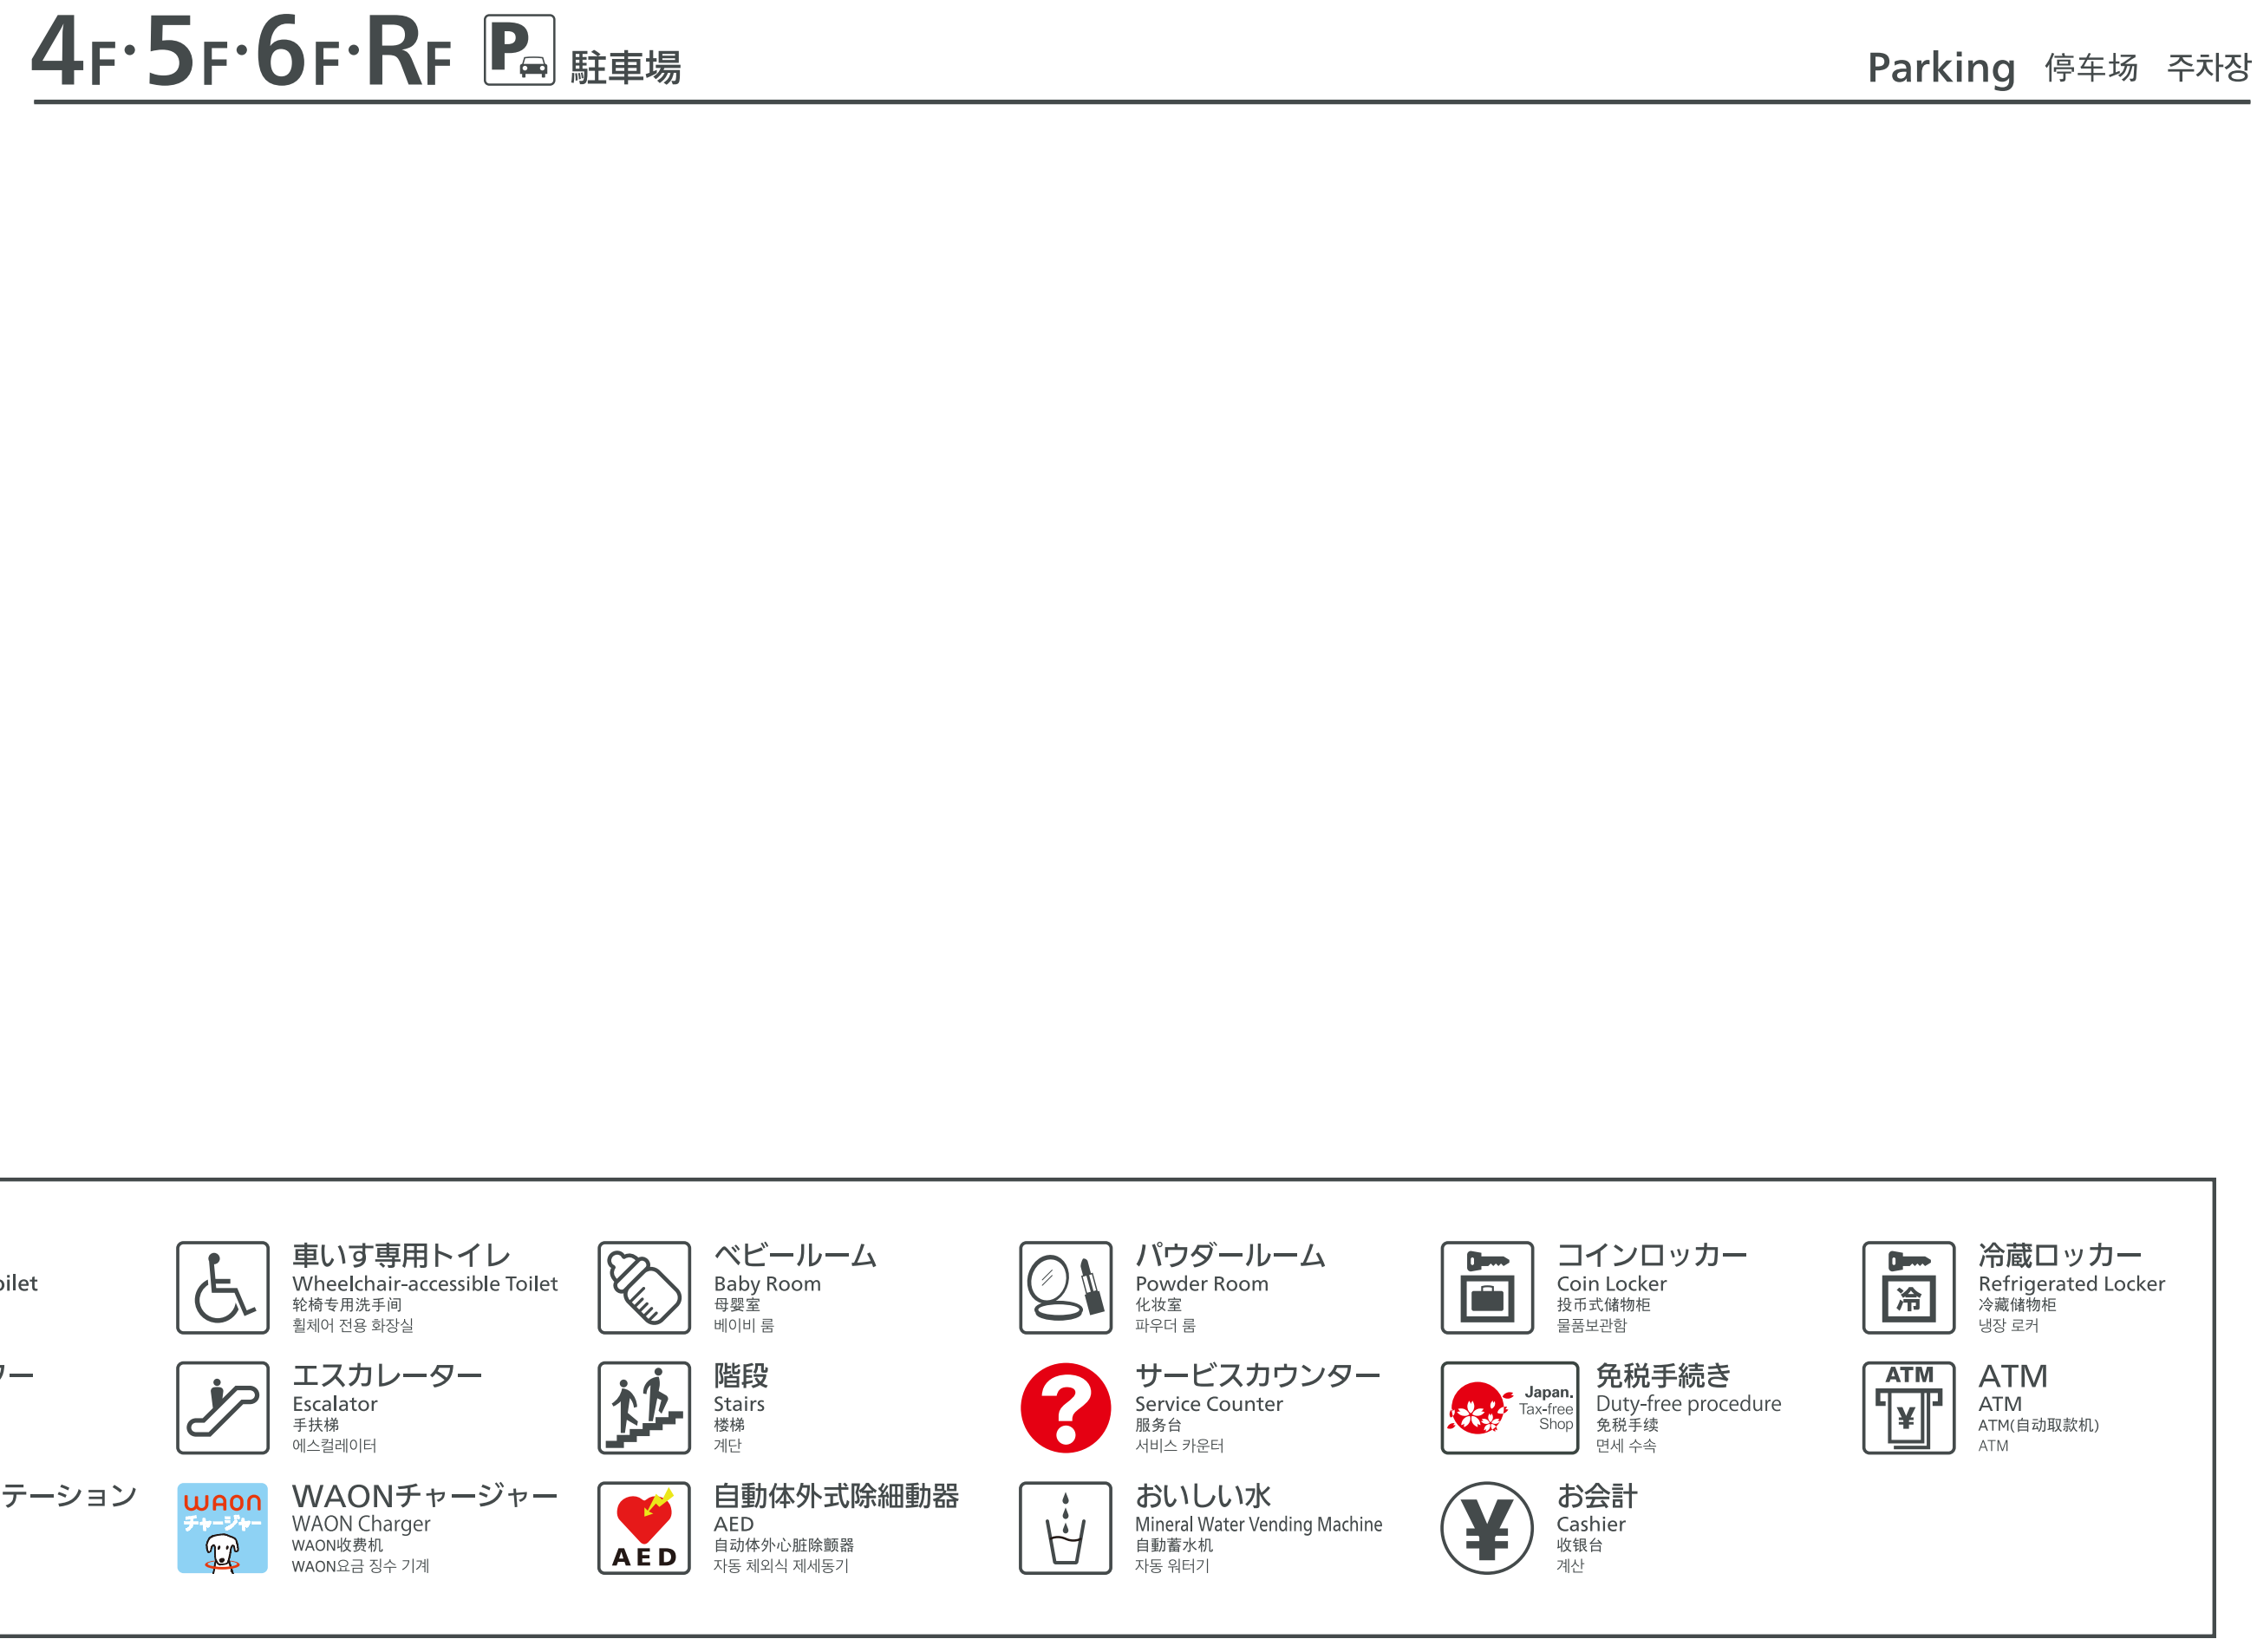 4F・5F・6F・RF P 駐車場 Parking 停车场 주차장
車いす専用トイレ
Wheelchair-accessible Toilet
轮椅专用洗手间
휠체어 전용 화장실
ベビールーム
Baby Room
母婴室
베이비 룸
パウダールーム
Powder Room
化妆室
파우더 룸
コインロッカー
Coin Locker
投币式储物柜
물품보관함
冷
冷蔵ロッカー
Refrigerated Locker
冷藏储物柜
냉장 로커
エスカレーター
Escalator
手扶梯
에스컬레이터
階段
Stairs
楼梯
계단
?
サービスカウンター
Service Counter
服务台
서비스 카운터
Japan.
Tax-free
Shop
免税手続き
Duty-free procedure
免税手续
면세 수속
ATM
¥
ATM
ATM
ATM(自动取款机)
ATM
テーション
WAON
チャージャー
WAONチャージャー
WAON Charger
WAON收费机
WAON요금 징수 기계
AED
自動体外式除細動器
AED
自动体外心脏除颤器
자동 체외식 제세동기
おいしい水
Mineral Water Vending Machine
自動蓄水机
자동 워터기
¥
お会計
Cashier
收银台
계산